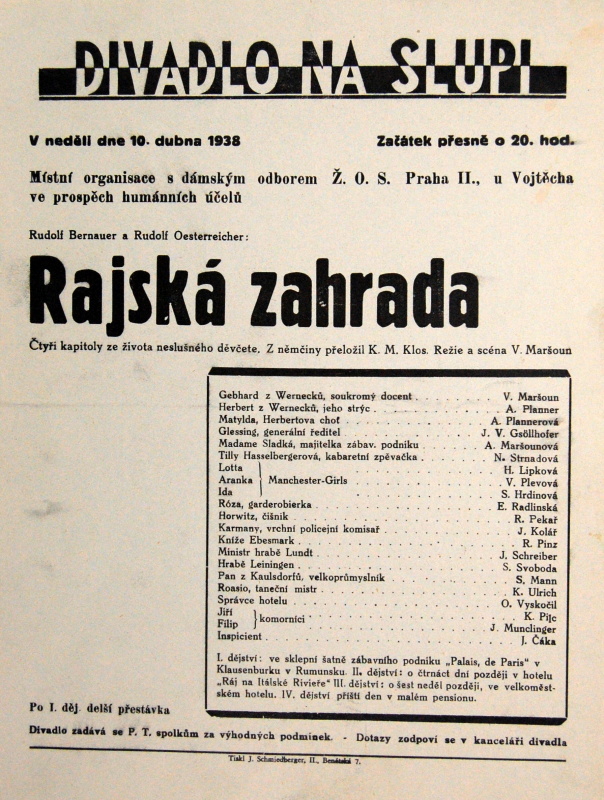 DIVADLO NA SLUPI
V neděli dne 10. dubna 1938 Začátek přesně o 20. hod.
Místní organisace s dámským odborem Ž. O. S. Praha II., u Vojtěcha
ve prospěch humánních účelů
Rudolf Bernauer a Rudolf Oesterreicher:
Rajská zahrada
Čtyři kapitoly ze života neslušného děvčete. Z němčiny přeložil K. M. Klos. Režie a scéna V. Maršoun
Gebhard z Wernecků, soukromý docent . . . . . V. Maršoun
Herbert z Wernecků, jeho strýc . . . . . A. Planner
Matylda, Herbertova choť . . . . . A. Plannerová
Glessing, generální ředitel . . . . . J. V. Gsöllhofer
Madame Sladká, majitelka zábav. podniku . . . . . A. Maršounová
Tilly Hasselbergerová, kabaretní zpěvačka . . . . . N. Strnadová
Lotta . . . . . H. Lipková
Aranka } Manchester-Girls . . . . . V. Plevová
Ida . . . . . S. Hrdinová
Róza, garderobierka . . . . . E. Radlinská
Horwitz, číšník . . . . . R. Pekař
Karmany, vrchní policejní komisař . . . . . J. Kolář
Kníže Ebesmark . . . . . R. Pinz
Ministr hrabě Lundt . . . . . J. Schreiber
Hrabě Leiningen . . . . . S. Svoboda
Pan z Kaulsdorfů, velkoprůmyslník . . . . . S. Mann
Roasio, taneční mistr . . . . . K. Ulrich
Správce hotelu . . . . . O. Vyskočil
Jiří } komorníci . . . . . K. Pilc
Filip . . . . . J. Munclinger
Inspicient . . . . . J. Čáka
I. dějství: ve sklepní šatně zábavního podniku „Palais, de Paris" v
Klausenburku v Rumunsku. II. dějství: o čtrnáct dní později v hotelu
„Ráj na Itálské Rivieře" III. dějství: o šest neděl později, ve velkoměst-
ském hotelu. IV. dějství příští den v malém pensionu.
Po I. děj. delší přestávka
Divadlo zadává se P. T. spolkům za výhodných podmínek. - Dotazy zodpoví se v kanceláři divadla
Tiskl J. Schmiedberger, II., Benátská 7.